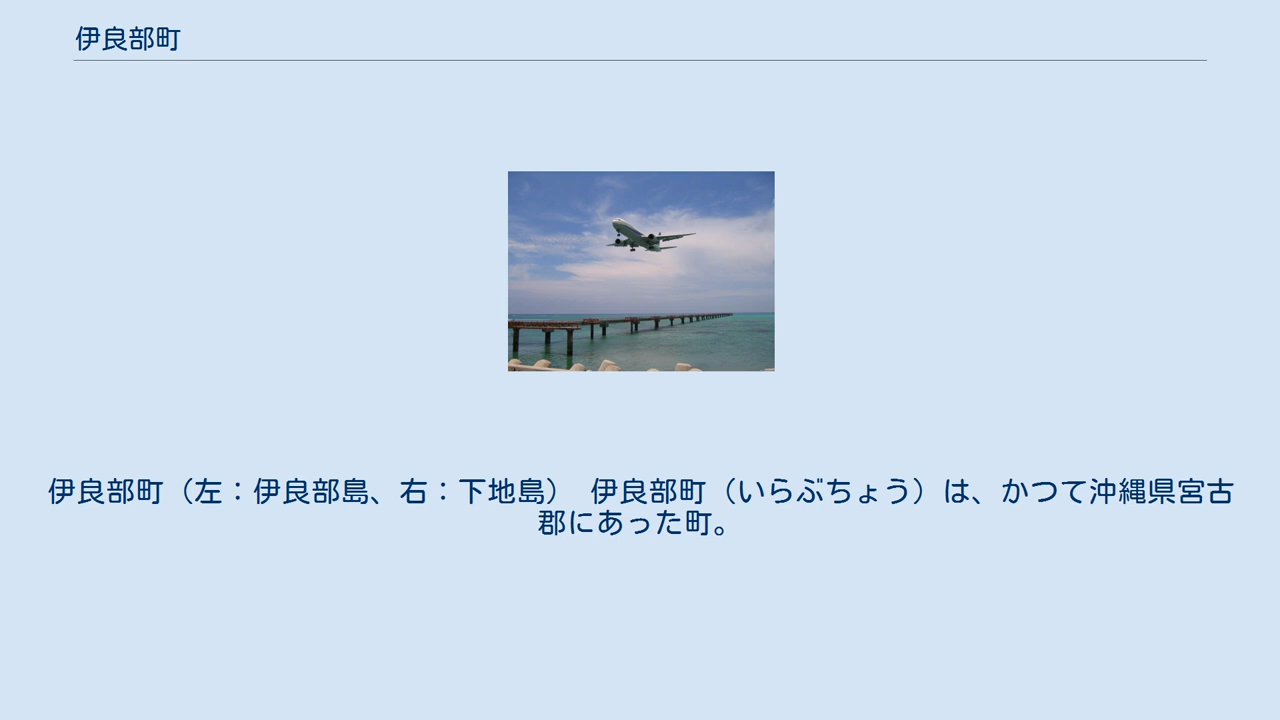 伊良部町
伊良部町（左：伊良部島、右：下地島）　伊良部町（いらぶちょう）は、かつて沖縄県宮古
郡にあった町。